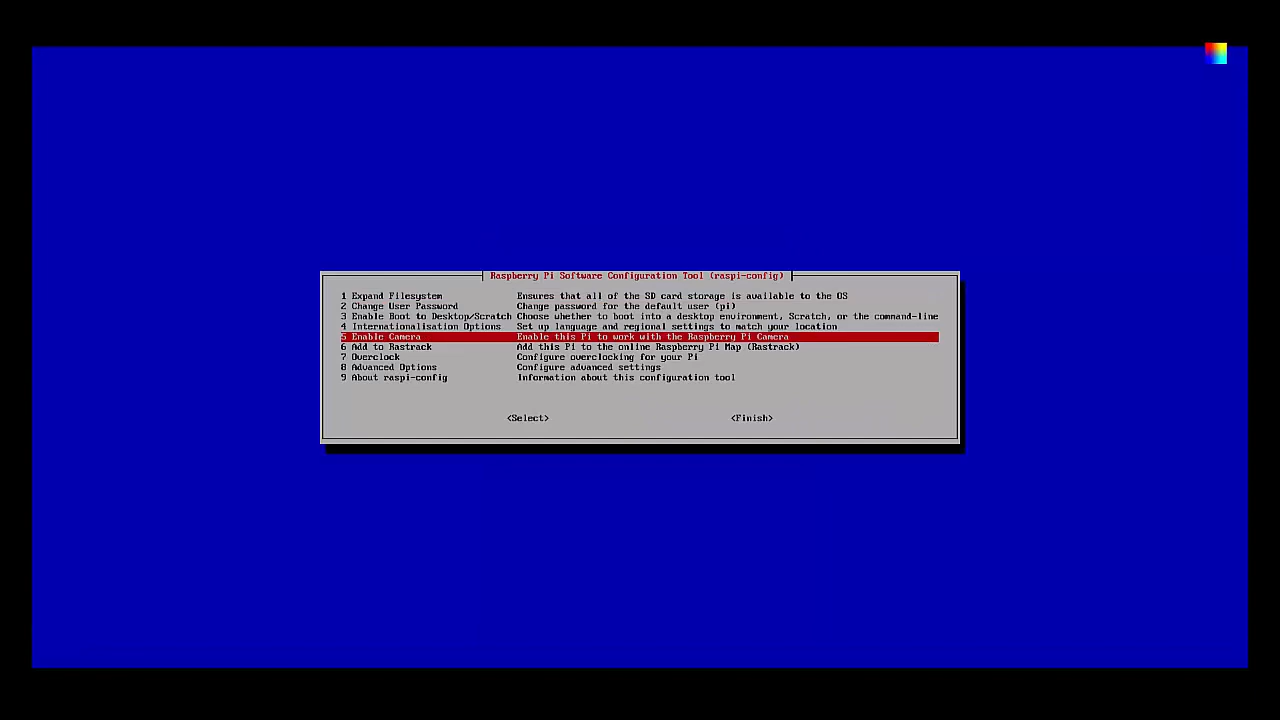 Raspberry Pi Software Configuration Tool (raspi-config)
1 Expand Filesystem Ensures that all of the SD card storage is available to the OS
2 Change User Password Change password for the default user (pi)
3 Enable Boot to Desktop/Scratch Choose whether to boot into a desktop environment, Scratch, or the command-line
4 Internationalisation Options Set up language and regional settings to match your location
5 Enable Camera Enable this Pi to work with the Raspberry Pi Camera
6 Add to Rastrack Add this Pi to the online Raspberry Pi Map (Rastrack)
7 Overclock Configure overclocking for your Pi
8 Advanced Options Configure advanced settings
9 About raspi-config Information about this configuration tool
<Select> <Finish>